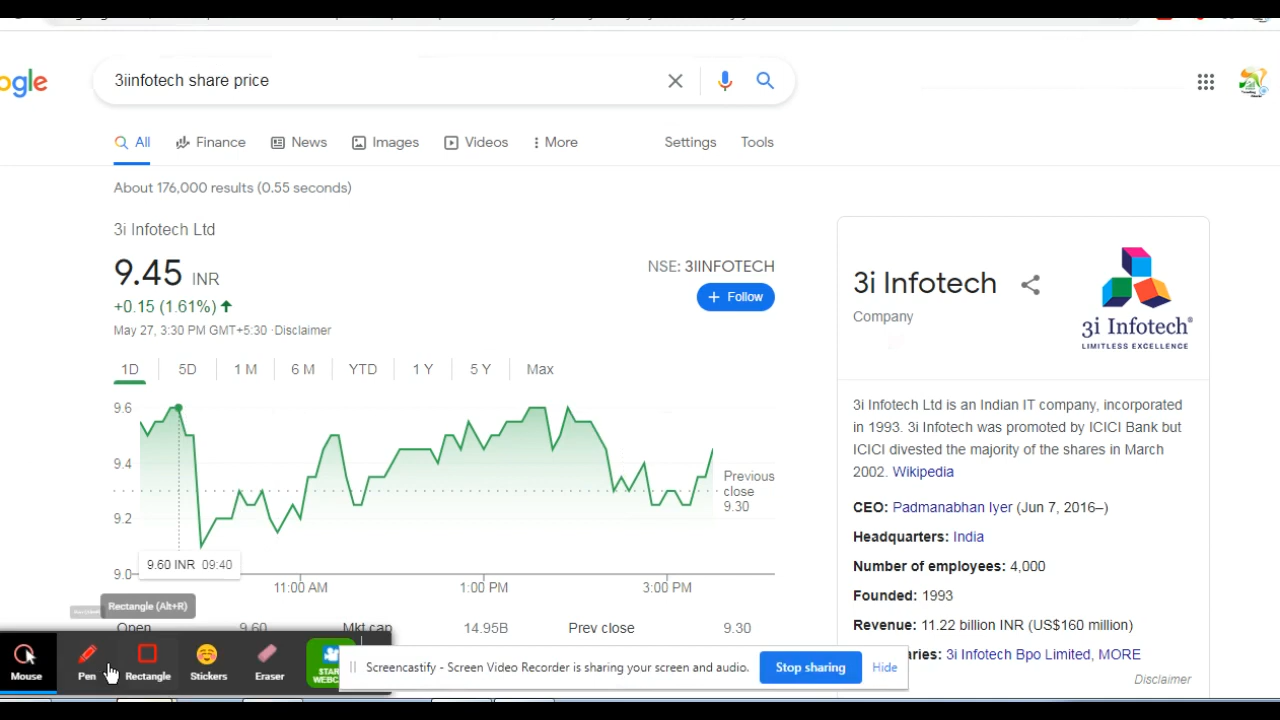 ogle
3iinfotech share price
All
Finance
News
Images
Videos
More
Settings
Tools
About 176,000 results (0.55 seconds)
3i Infotech Ltd
9.45 INR
NSE: 3IINFOTECH
+0.15 (1.61%)
+ Follow
May 27, 3:30 PM GMT+5:30 ·Disclaimer
1D
5D
1 M
6 M
YTD
1 Y
5 Y
Max
9.6
9.4
9.2
9.0
Previous
close
9.30
9.60 INR 09:40
11:00 AM
1:00 PM
3:00 PM
Open 9.60
Mkt cap 14.95B
Prev close 9.30
3i Infotech
Company
3i Infotech®
LIMITLESS EXCELLENCE
3i Infotech Ltd is an Indian IT company, incorporated
in 1993. 3i Infotech was promoted by ICICI Bank but
ICICI divested the majority of the shares in March
2002. Wikipedia
CEO: Padmanabhan Iyer (Jun 7, 2016–)
Headquarters: India
Number of employees: 4,000
Founded: 1993
Revenue: 11.22 billion INR (US$160 million)
aries: 3i Infotech Bpo Limited, MORE
Disclaimer
Rectangle (Alt+R)
Mouse
Pen
Rectangle
Stickers
Eraser
Screencastify - Screen Video Recorder is sharing your screen and audio.
Stop sharing
Hide